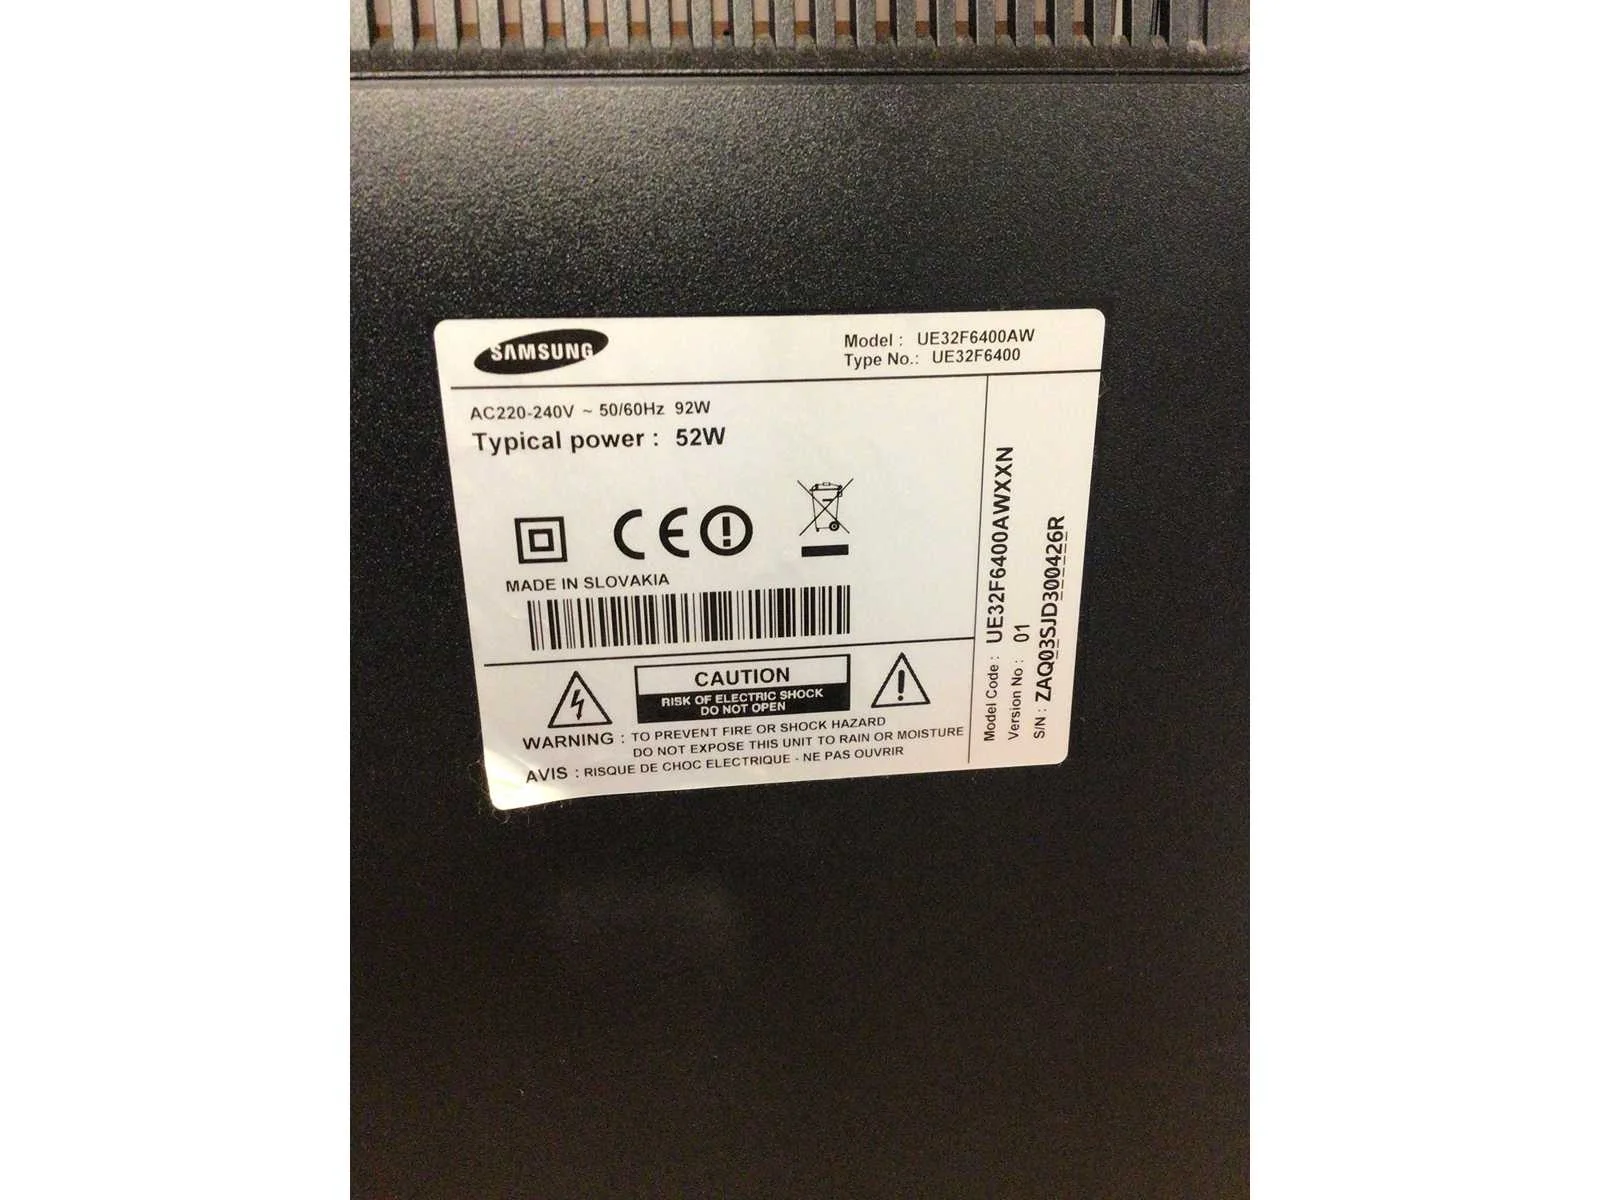 SAMSUNG
Model : UE32F6400AW
Type No.: UE32F6400
AC220-240V ~ 50/60Hz 92W
Typical power : 52W
CE
MADE IN SLOVAKIA
CAUTION
RISK OF ELECTRIC SHOCK
DO NOT OPEN
WARNING : TO PREVENT FIRE OR SHOCK HAZARD
DO NOT EXPOSE THIS UNIT TO RAIN OR MOISTURE
AVIS : RISQUE DE CHOC ELECTRIQUE - NE PAS OUVRIR
Model Code : UE32F6400AWXXN
Version No : 01
S/N : ZAQ03SJD300426R